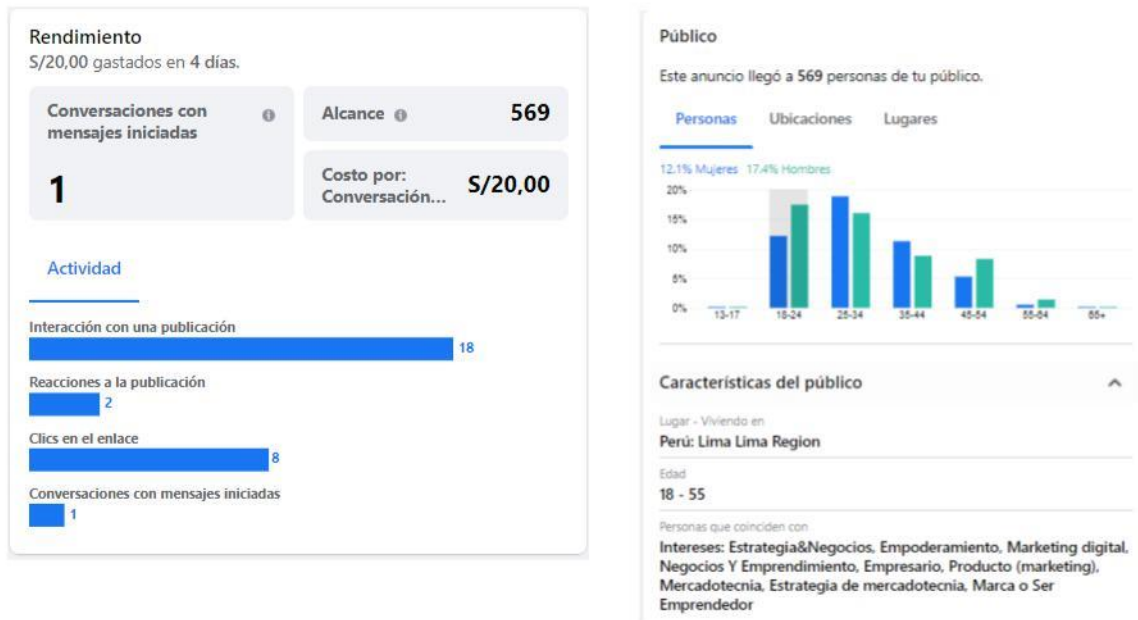 Rendimiento
S/20,00 gastados en 4 días.
Conversaciones con
mensajes iniciadas
1
Alcance
569
Costo por:
Conversación...
S/20,00
Actividad
Interacción con una publicación
18
Reacciones a la publicación
2
Clics en el enlace
8
Conversaciones con mensajes iniciadas
1
Público
Este anuncio llegó a 569 personas de tu público.
Personas Ubicaciones Lugares
12.1% Mujeres 17.4% Hombres
20%
15%
10%
5%
0%
13-17 18-24 25-34 35-44 45-54 55-64 65+
Características del público
Lugar - Viviendo en
Perú: Lima Lima Region
Edad
18 - 55
Personas que coinciden con
Intereses: Estrategia&Negocios, Empoderamiento, Marketing digital,
Negocios Y Emprendimiento, Empresario, Producto (marketing),
Mercadotecnia, Estrategia de mercadotecnia, Marca o Ser
Emprendedor